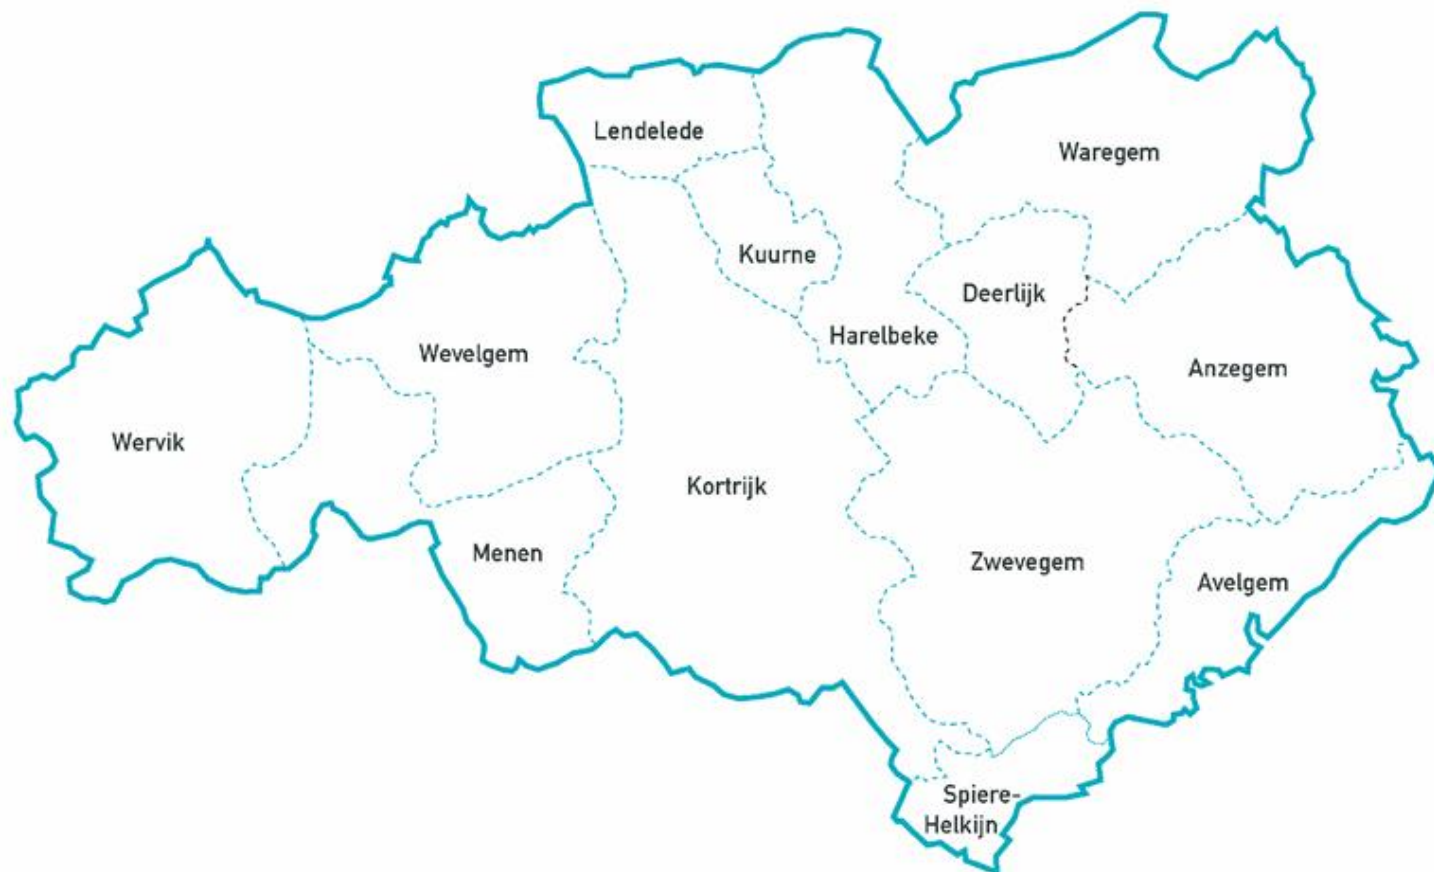 Lendelede
Waregem
Kuurne
Deerlijk
Harelbeke
Wevelgem
Anzegem
Wervik
Kortrijk
Menen
Zwevegem
Avelgem
Spiere-
Helkijn